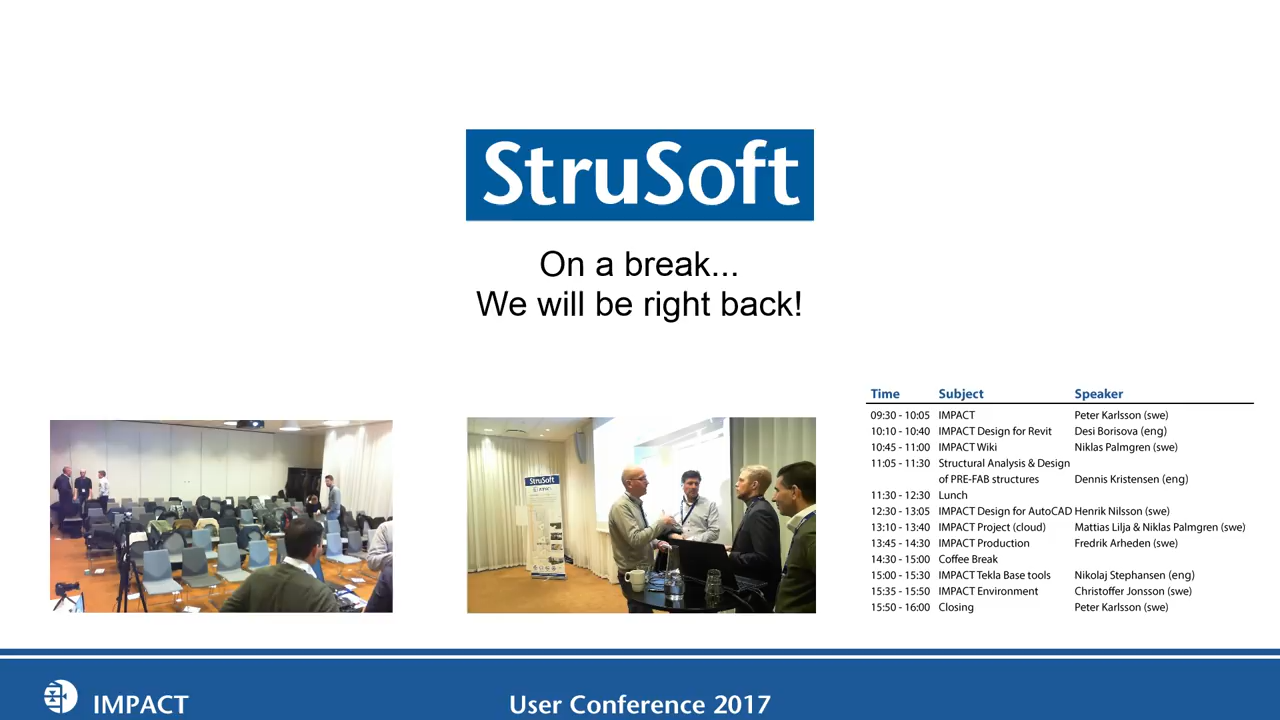 StruSoft
On a break...
We will be right back!
Time Subject Speaker
09:30 - 10:05 IMPACT Peter Karlsson (swe)
10:10 - 10:40 IMPACT Design for Revit Desi Borisova (eng)
10:45 - 11:00 IMPACT Wiki Niklas Palmgren (swe)
11:05 - 11:30 Structural Analysis & Design
of PRE-FAB structures Dennis Kristensen (eng)
11:30 - 12:30 Lunch
12:30 - 13:05 IMPACT Design for AutoCAD Henrik Nilsson (swe)
13:10 - 13:40 IMPACT Project (cloud) Mattias Lilja & Niklas Palmgren (swe)
13:45 - 14:30 IMPACT Production Fredrik Arheden (swe)
14:30 - 15:00 Coffee Break
15:00 - 15:30 IMPACT Tekla Base tools Nikolaj Stephansen (eng)
15:35 - 15:50 IMPACT Environment Christoffer Jonsson (swe)
15:50 - 16:00 Closing Peter Karlsson (swe)
StruSoft
IMPACT
User Conference 2017